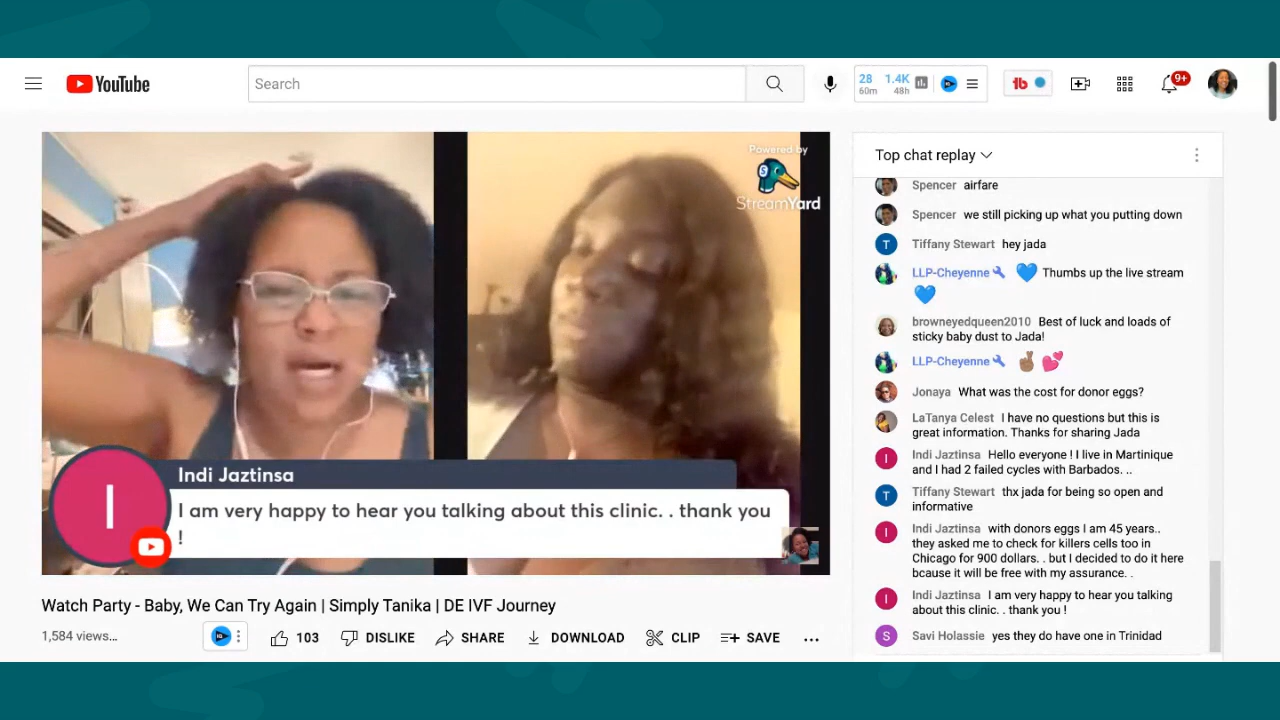 YouTube
Search
28
60m
1.4K
48h
9+
Powered by
StreamYard
Indi Jaztinsa
I am very happy to hear you talking about this clinic. . thank you
!
I
Watch Party - Baby, We Can Try Again | Simply Tanika | DE IVF Journey
1,584 views...
103
DISLIKE
SHARE
DOWNLOAD
CLIP
SAVE
Top chat replay
Spencer airfare
Spencer we still picking up what you putting down
T Tiffany Stewart hey jada
LLP-Cheyenne 💙 Thumbs up the live stream
💙
browneyedqueen2010 Best of luck and loads of
sticky baby dust to Jada!
LLP-Cheyenne 🤞🏽 💕
Jonaya What was the cost for donor eggs?
LaTanya Celest I have no questions but this is
great information. Thanks for sharing Jada
I Indi Jaztinsa Hello everyone ! I live in Martinique
and I had 2 failed cycles with Barbados. ..
T Tiffany Stewart thx jada for being so open and
informative
I Indi Jaztinsa with donors eggs I am 45 years..
they asked me to check for killers cells too in
Chicago for 900 dollars. . but I decided to do it here
bcause it will be free with my assurance. .
I Indi Jaztinsa I am very happy to hear you talking
about this clinic. . thank you !
S Savi Holassie yes they do have one in Trinidad